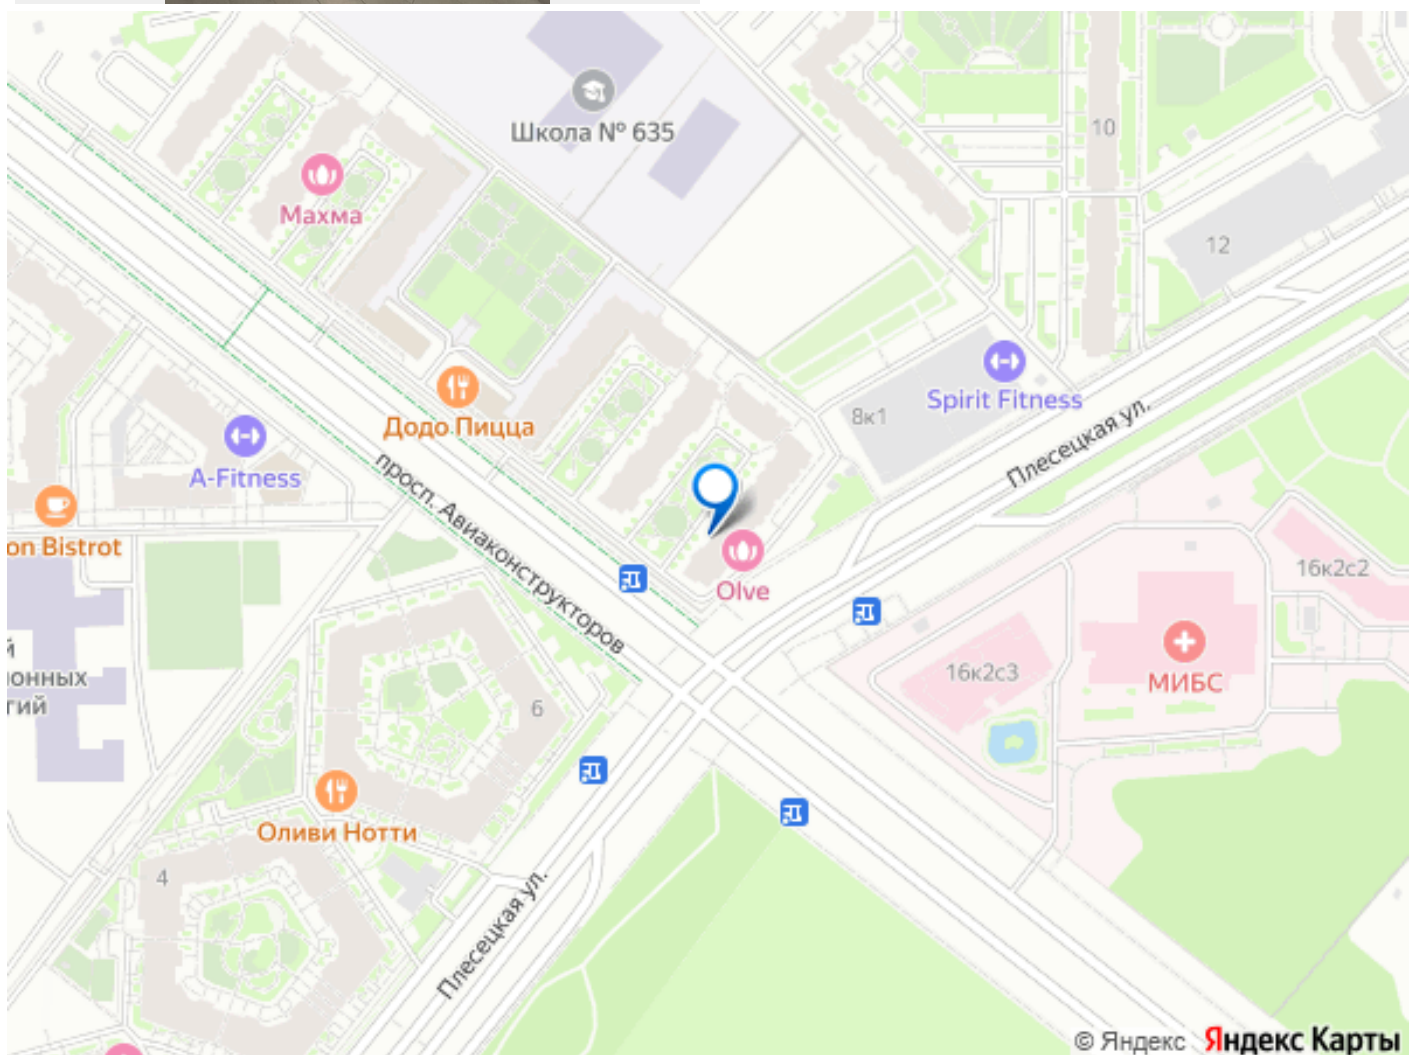 Школа № 635
10
Махма
12
Spirit Fitness
8к1
Додо Пицца
Плесецкая ул.
A-Fitness
просп. Авиаконструкторов
on Bistrot
Olve
16к2с2
й
ионных
гий
16к2с3
МИБС
6
Оливи Нотти
4
Плесецкая ул.
© Яндекс Яндекс Карты